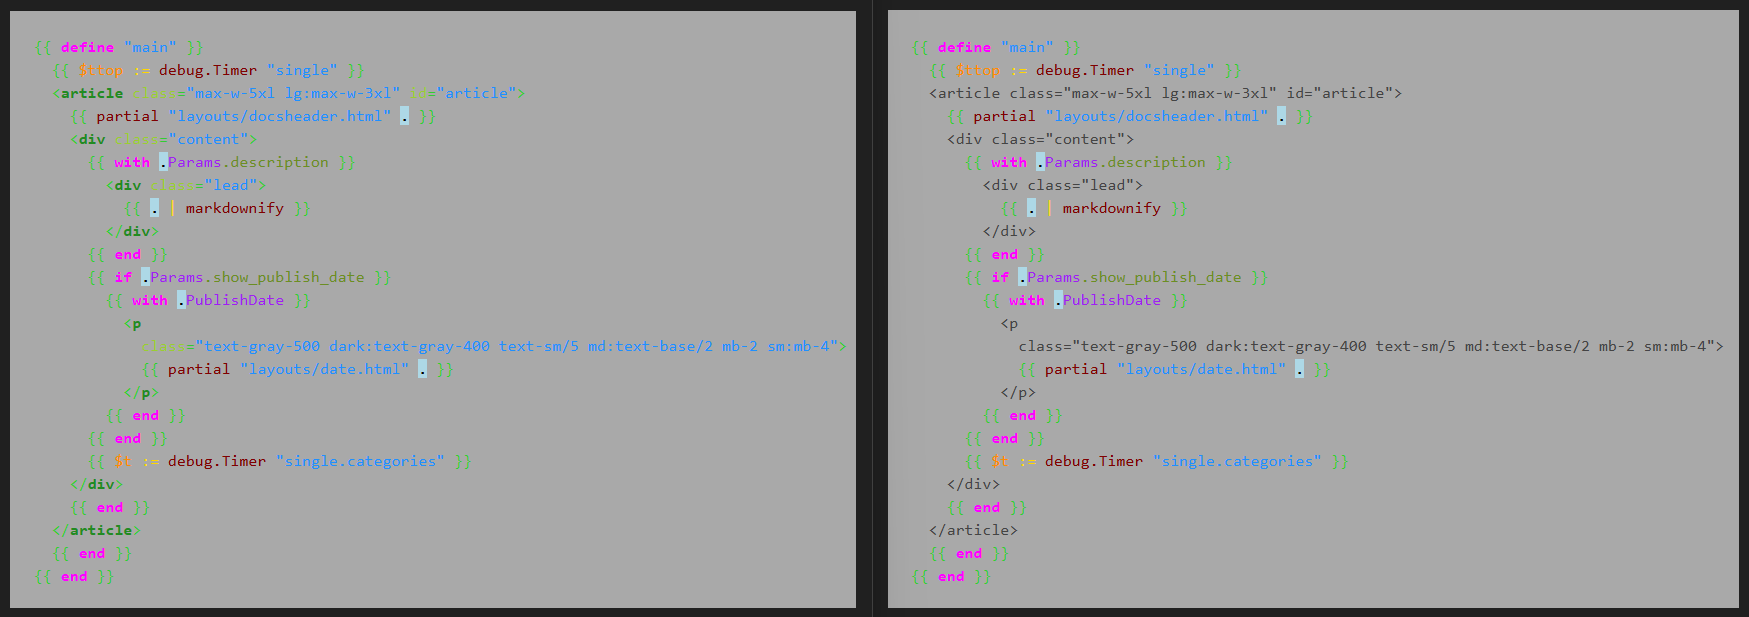 {{ define "main" }}
{{ $ttop := debug.Timer "single" }}
<article class="max-w-5xl lg:max-w-3xl" id="article">
{{ partial "layouts/docsheader.html" . }}
<div class="content">
{{ with .Params.description }}
<div class="lead">
{{ . | markdownify }}
</div>
{{ end }}
{{ if .Params.show_publish_date }}
{{ with .PublishDate }}
<p
class="text-gray-500 dark:text-gray-400 text-sm/5 md:text-base/2 mb-2 sm:mb-4">
{{ partial "layouts/date.html" . }}
</p>
{{ end }}
{{ end }}
{{ $t := debug.Timer "single.categories" }}
</div>
{{ end }}
</article>
{{ end }}
{{ end }}
{{ define "main" }}
{{ $ttop := debug.Timer "single" }}
<article class="max-w-5xl lg:max-w-3xl" id="article">
{{ partial "layouts/docsheader.html" . }}
<div class="content">
{{ with .Params.description }}
<div class="lead">
{{ . | markdownify }}
</div>
{{ end }}
{{ if .Params.show_publish_date }}
{{ with .PublishDate }}
<p
class="text-gray-500 dark:text-gray-400 text-sm/5 md:text-base/2 mb-2 sm:mb-4">
{{ partial "layouts/date.html" . }}
</p>
{{ end }}
{{ end }}
{{ $t := debug.Timer "single.categories" }}
</div>
{{ end }}
</article>
{{ end }}
{{ end }}